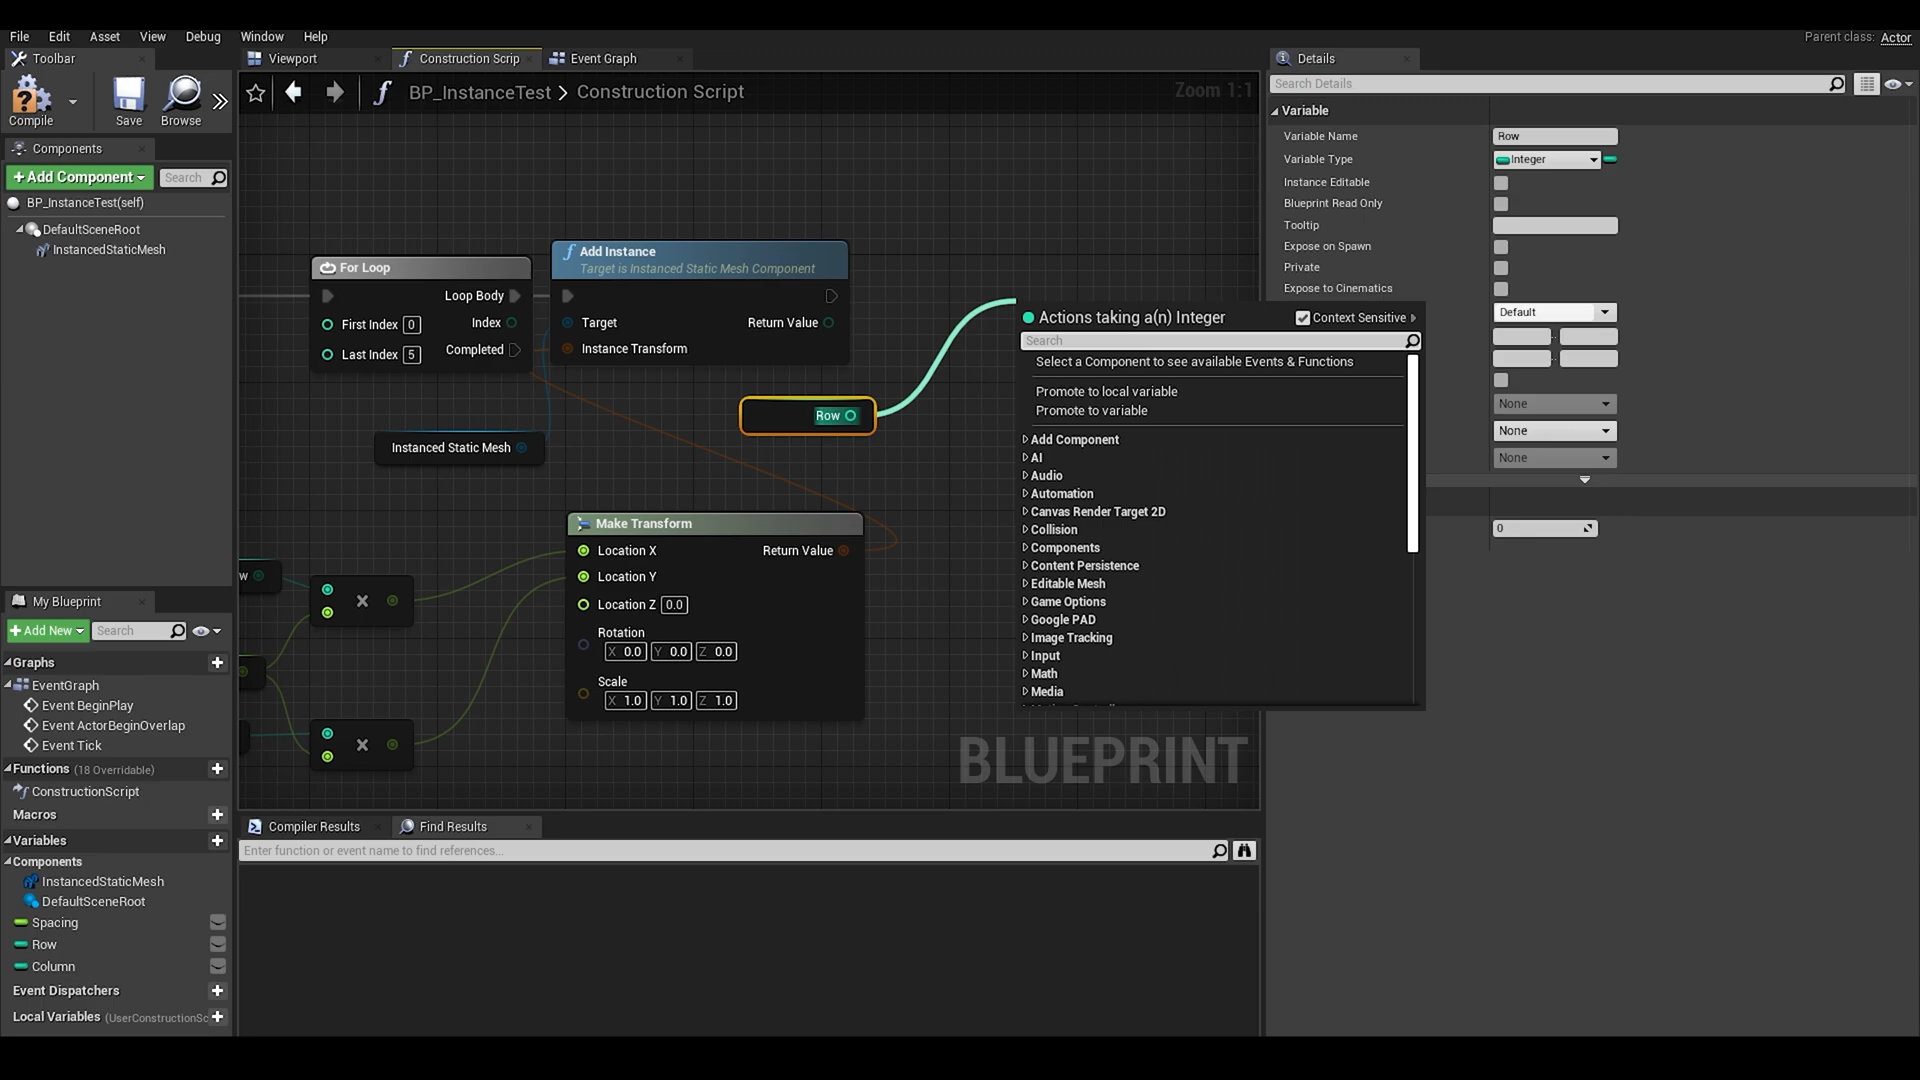 File Edit Asset View Debug Window Help
Parent class: Actor
Toolbar
Compile Save Browse
Components
+Add Component Search
BP_InstanceTest(self)
DefaultSceneRoot
InstancedStaticMesh
My Blueprint
+Add New Search
Graphs
EventGraph
Event BeginPlay
Event ActorBeginOverlap
Event Tick
Functions (18 Overridable)
ConstructionScript
Macros
Variables
Components
InstancedStaticMesh
DefaultSceneRoot
Spacing
Row
Column
Event Dispatchers
Local Variables (UserConstructionSc
Viewport Construction Scrip Event Graph
BP_InstanceTest > Construction Script
Zoom 1:1
For Loop
Loop Body
First Index 0 Index
Last Index 5 Completed
Add Instance
Target is Instanced Static Mesh Component
Target Return Value
Instance Transform
Row
Instanced Static Mesh
Make Transform
Location X Return Value
Location Y
Location Z 0.0
Rotation
X 0.0 Y 0.0 Z 0.0
Scale
X 1.0 Y 1.0 Z 1.0
w
BLUEPRINT
Actions taking a(n) Integer Context Sensitive
Search
Select a Component to see available Events & Functions
Promote to local variable
Promote to variable
Add Component
AI
Audio
Automation
Canvas Render Target 2D
Collision
Components
Content Persistence
Editable Mesh
Game Options
Google PAD
Image Tracking
Input
Math
Media
Compiler Results Find Results
Enter function or event name to find references...
Details
Search Details
Variable
Variable Name Row
Variable Type Integer
Instance Editable
Blueprint Read Only
Tooltip
Expose on Spawn
Private
Expose to Cinematics
Default
None
None
None
0